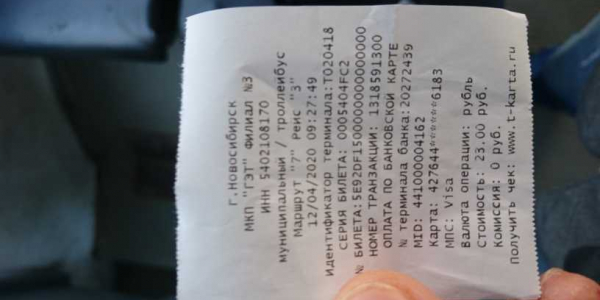 г.Новосибирск
МКП "ГЭТ" ФИЛИАЛ №3
ИНН 5402108170
муниципальный / троллейбус
Маршрут "7" Рейс "3"
12/04/2020 09:27:49
идентификатор терминала:T020418
СЕРИЯ БИЛЕТА: 0005404FC2
№ БИЛЕТА:5E92DF15000000000000000
НОМЕР ТРАНЗАКЦИИ: 1318591300
ОПЛАТА ПО БАНКОВСКОЙ КАРТЕ
№ терминала банка:20272439
MID: 441000004162
Карта: 427644******6183
МПС: Visa
Валюта операции: рубль
Стоимость: 23.00 руб.
Комиссия: 0 руб.
Получить чек: www.t-karta.ru